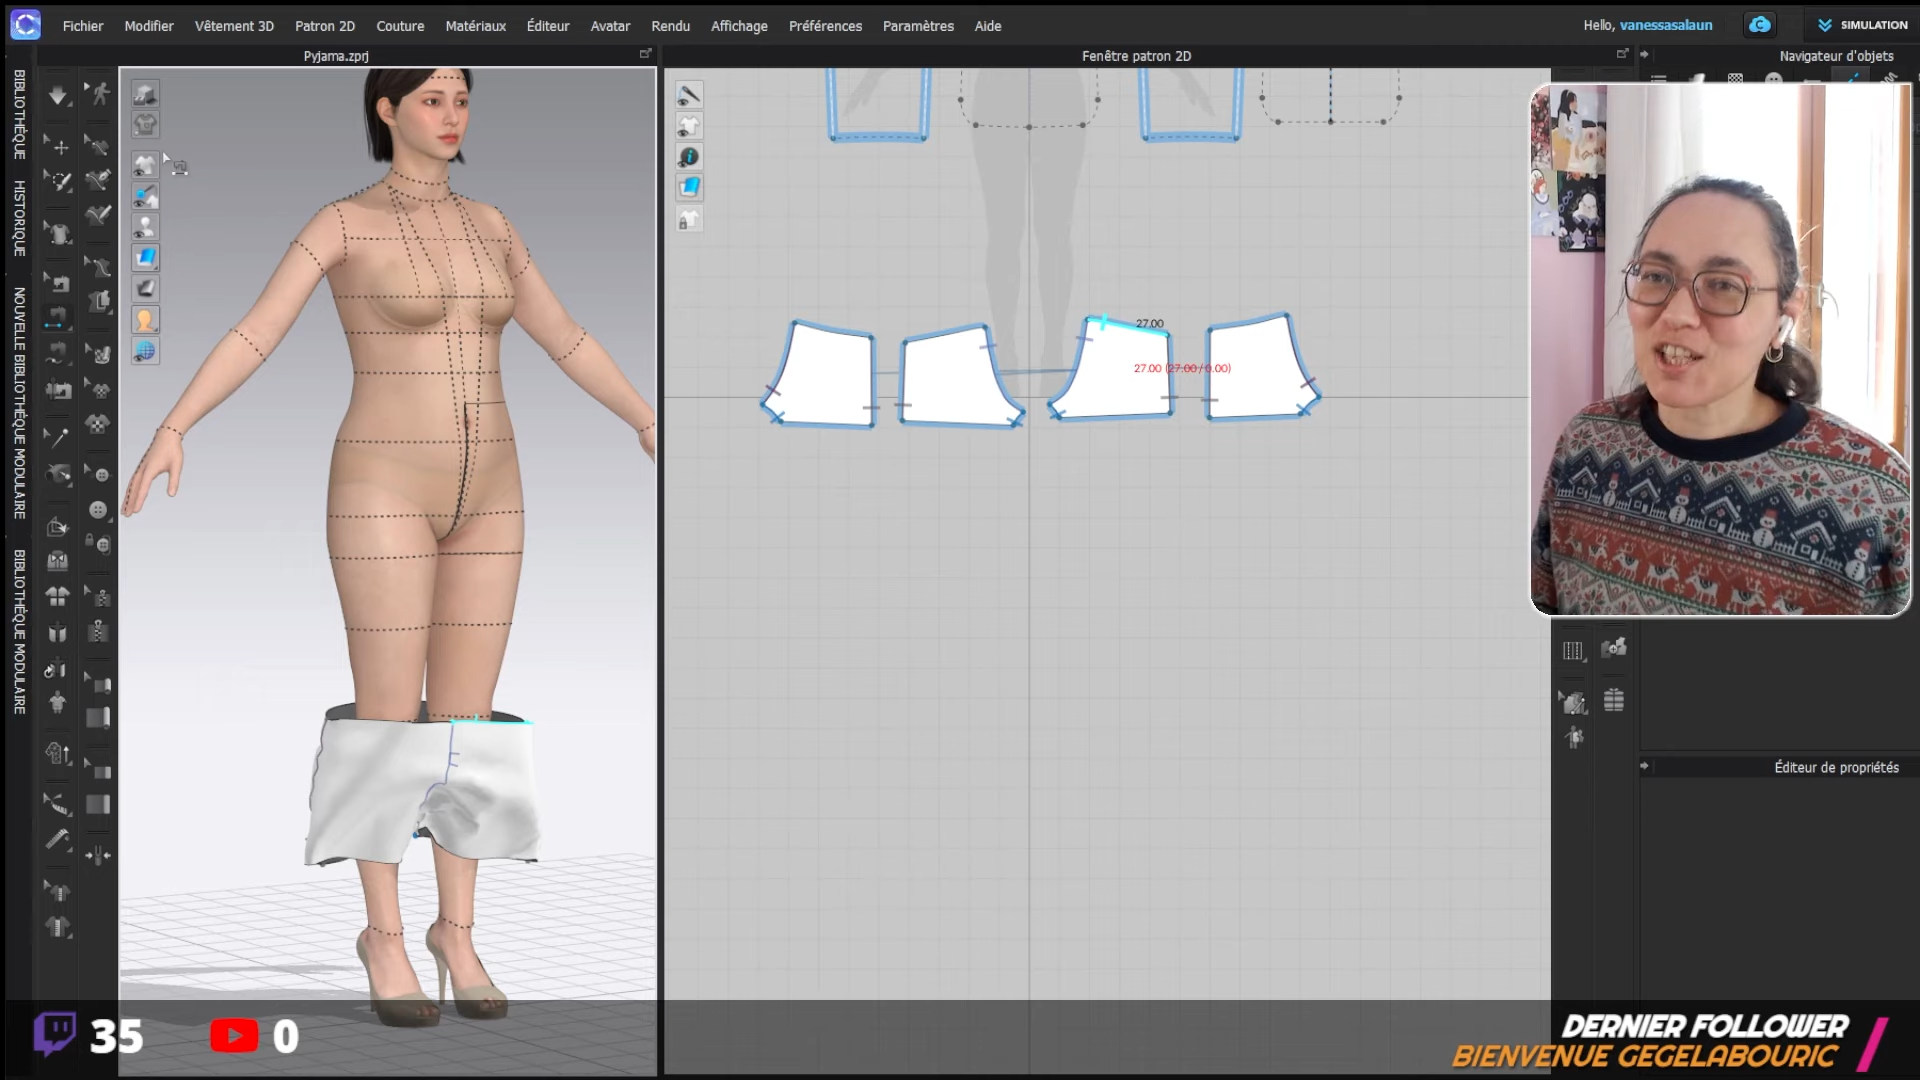 Fichier Modifier Vêtement 3D Patron 2D Couture Matériaux Éditeur Avatar Rendu Affichage Préférences Paramètres Aide
Hello, vanessasalaun
SIMULATION
Pyjama.zprj
Fenêtre patron 2D
Navigateur d'objets
BIBLIOTHÈQUE
HISTORIQUE
NOUVELLE BIBLIOTHÈQUE MODULAIRE
BIBLIOTHÈQUE MODULAIRE
27.00
27.00 (27.00 / 0.00)
Éditeur de propriétés
35
0
DERNIER FOLLOWER
BIENVENUE GEGELABOURIC